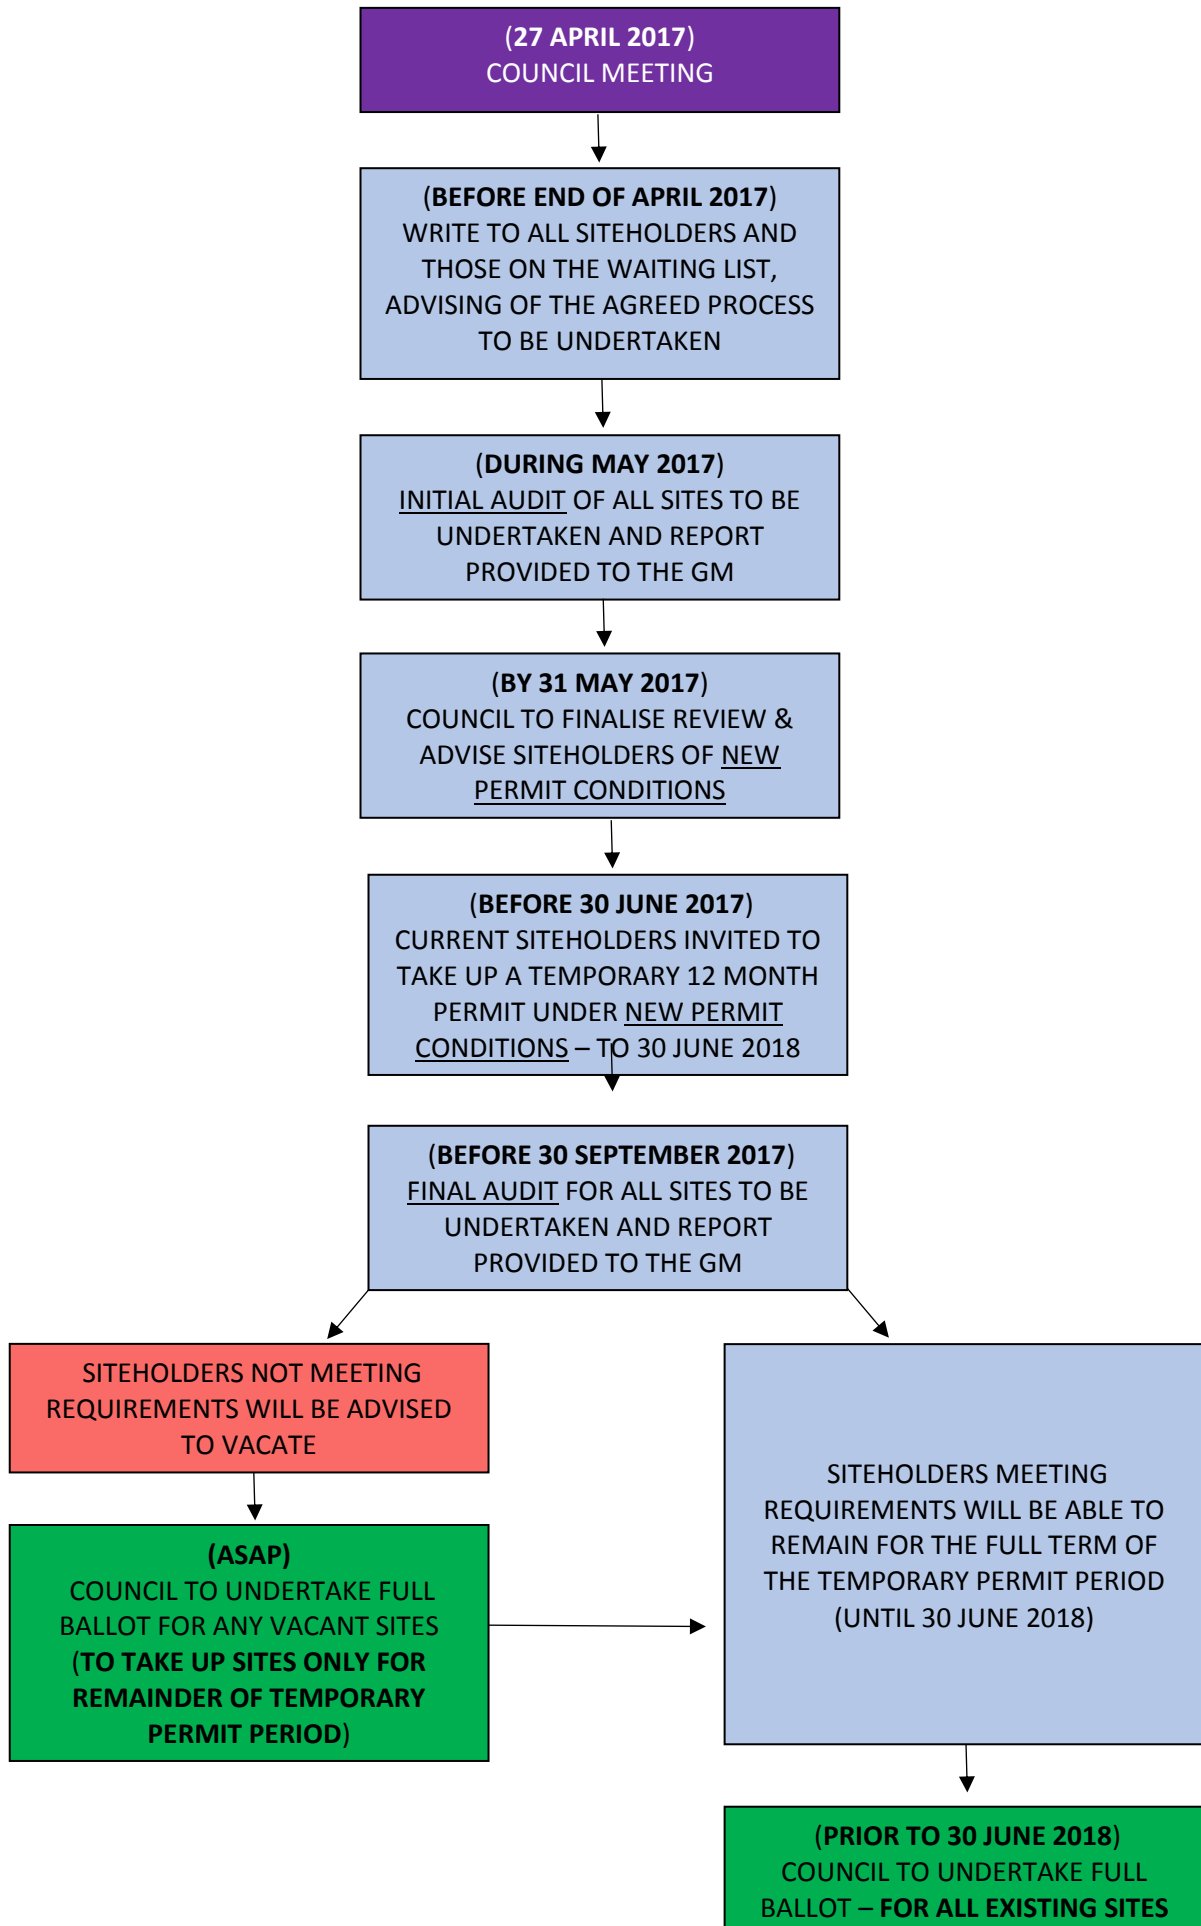 (27 APRIL 2017)
COUNCIL MEETING
(BEFORE END OF APRIL 2017)
WRITE TO ALL SITEHOLDERS AND
THOSE ON THE WAITING LIST,
ADVISING OF THE AGREED PROCESS
TO BE UNDERTAKEN
(DURING MAY 2017)
INITIAL AUDIT OF ALL SITES TO BE
UNDERTAKEN AND REPORT
PROVIDED TO THE GM
(BY 31 MAY 2017)
COUNCIL TO FINALISE REVIEW &
ADVISE SITEHOLDERS OF NEW
PERMIT CONDITIONS
(BEFORE 30 JUNE 2017)
CURRENT SITEHOLDERS INVITED TO
TAKE UP A TEMPORARY 12 MONTH
PERMIT UNDER NEW PERMIT
CONDITIONS – TO 30 JUNE 2018
(BEFORE 30 SEPTEMBER 2017)
FINAL AUDIT FOR ALL SITES TO BE
UNDERTAKEN AND REPORT
PROVIDED TO THE GM
SITEHOLDERS NOT MEETING
REQUIREMENTS WILL BE ADVISED
TO VACATE
(ASAP)
COUNCIL TO UNDERTAKE FULL
BALLOT FOR ANY VACANT SITES
(TO TAKE UP SITES ONLY FOR
REMAINDER OF TEMPORARY
PERMIT PERIOD)
SITEHOLDERS MEETING
REQUIREMENTS WILL BE ABLE TO
REMAIN FOR THE FULL TERM OF
THE TEMPORARY PERMIT PERIOD
(UNTIL 30 JUNE 2018)
(PRIOR TO 30 JUNE 2018)
COUNCIL TO UNDERTAKE FULL
BALLOT – FOR ALL EXISTING SITES